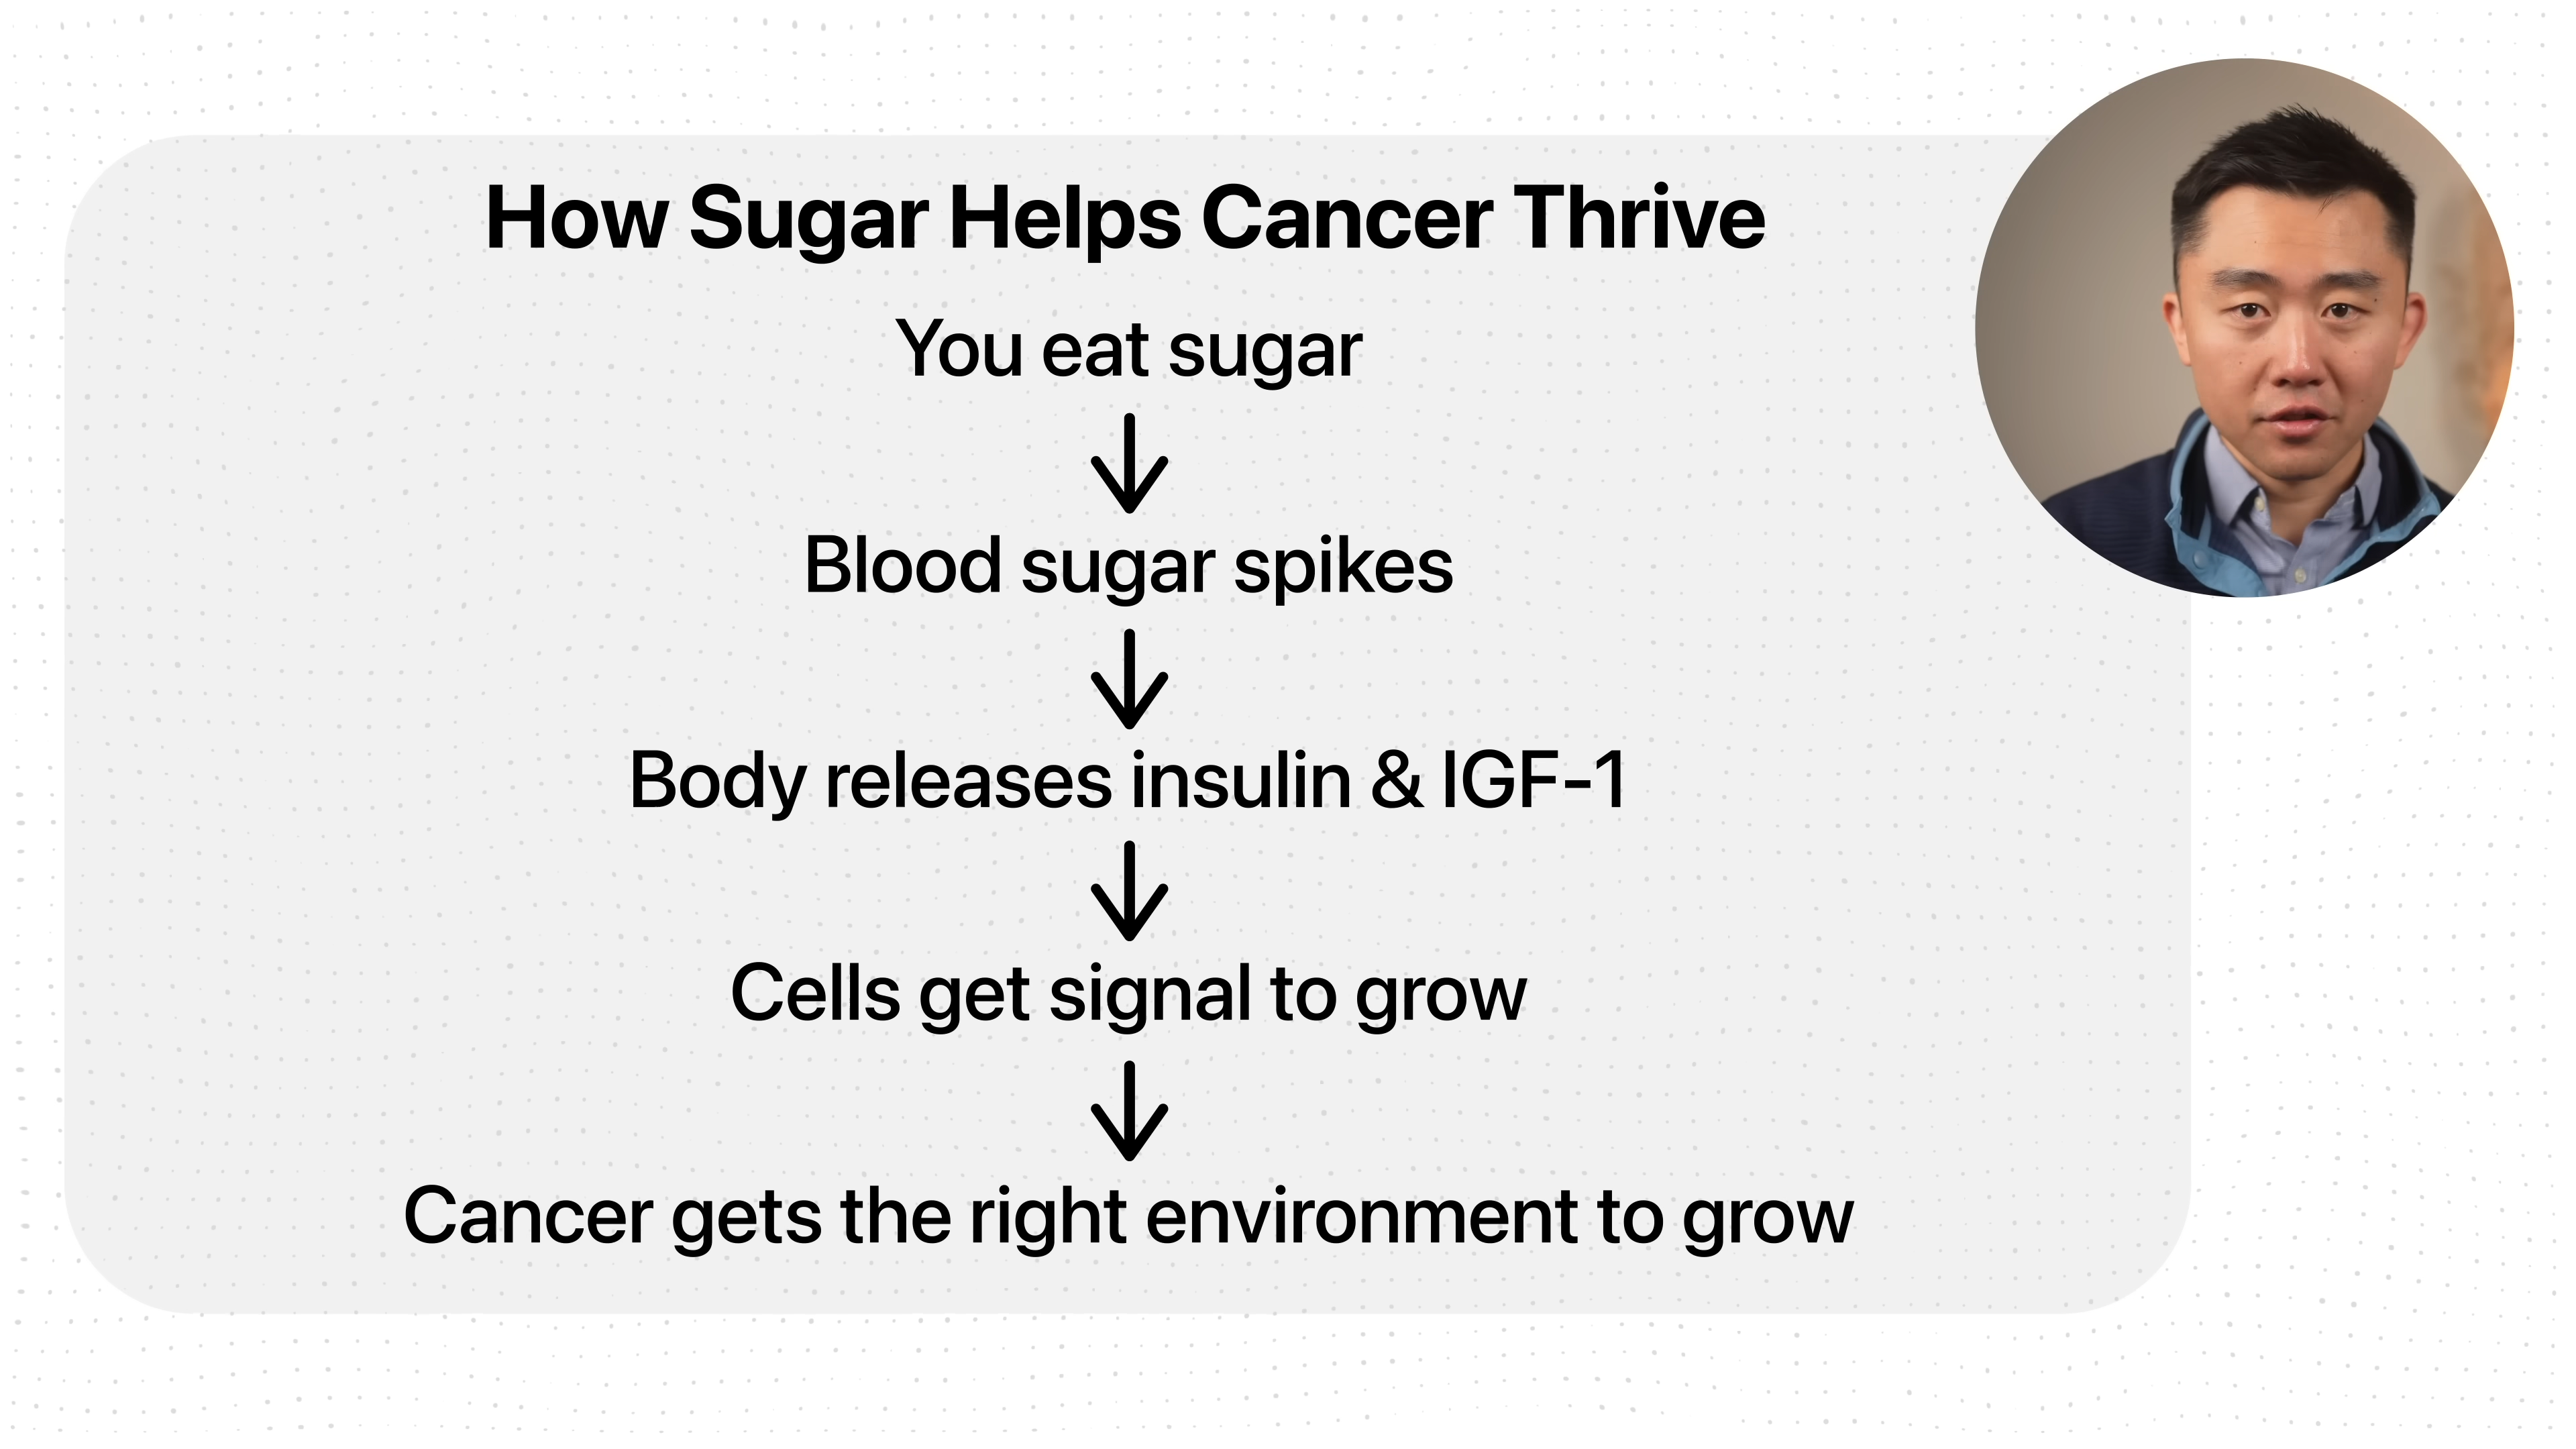 How Sugar Helps Cancer Thrive
You eat sugar
Blood sugar spikes
Body releases insulin & IGF-1
Cells get signal to grow
Cancer gets the right environment to grow